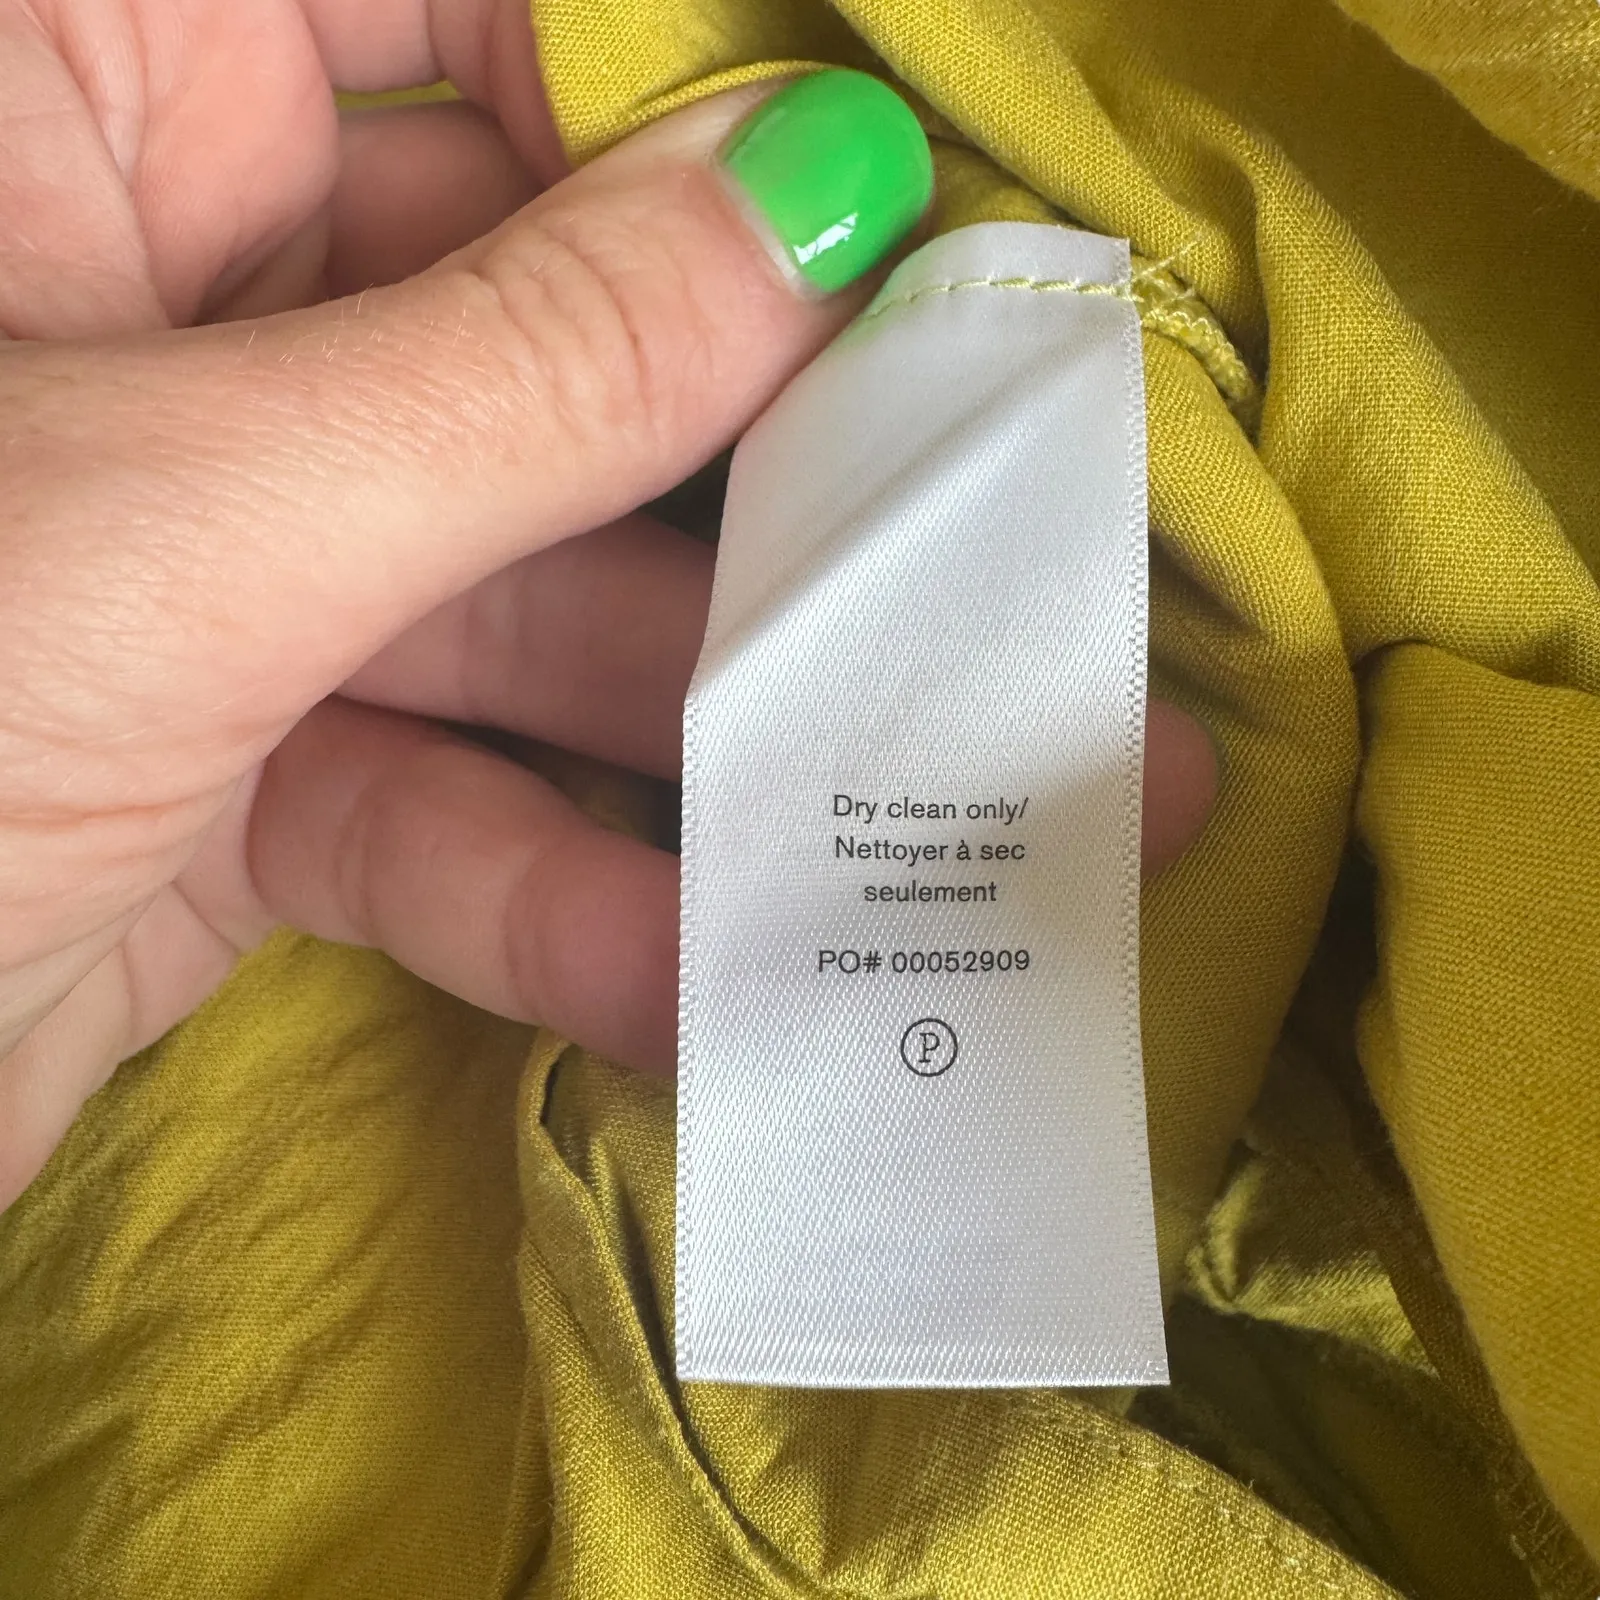 Dry clean only/
Nettoyer à sec
seulement
PO# 00052909
P